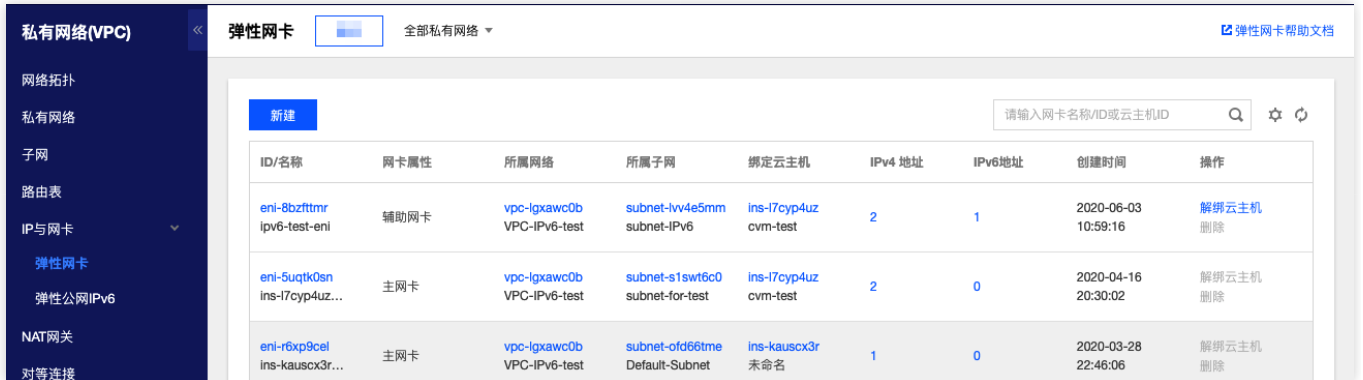 私有网络(VPC)
弹性网卡
全部私有网络
弹性网卡帮助文档
网络拓扑
私有网络
子网
路由表
IP与网卡
弹性网卡
弹性公网IPv6
NAT网关
对等连接
新建
请输入网卡名称/ID或云主机ID
ID/名称 网卡属性 所属网络 所属子网 绑定云主机 IPv4 地址 IPv6地址 创建时间 操作
eni-8bzfttmr vpc-lgxawc0b subnet-lvv4e5mm ins-l7cyp4uz 2020-06-03 解绑云主机
辅助网卡 2 1
ipv6-test-eni VPC-IPv6-test subnet-IPv6 cvm-test 10:59:16 删除
eni-5uqtk0sn vpc-lgxawc0b subnet-s1swt6c0 ins-l7cyp4uz 2020-04-16 解绑云主机
主网卡 2 0
ins-l7cyp4uz... VPC-IPv6-test subnet-for-test cvm-test 20:30:02 删除
eni-r6xp9cel vpc-lgxawc0b subnet-ofd66tme ins-kauscx3r 2020-03-28 解绑云主机
主网卡 1 0
ins-kauscx3r... VPC-IPv6-test Default-Subnet 未命名 22:46:06 删除